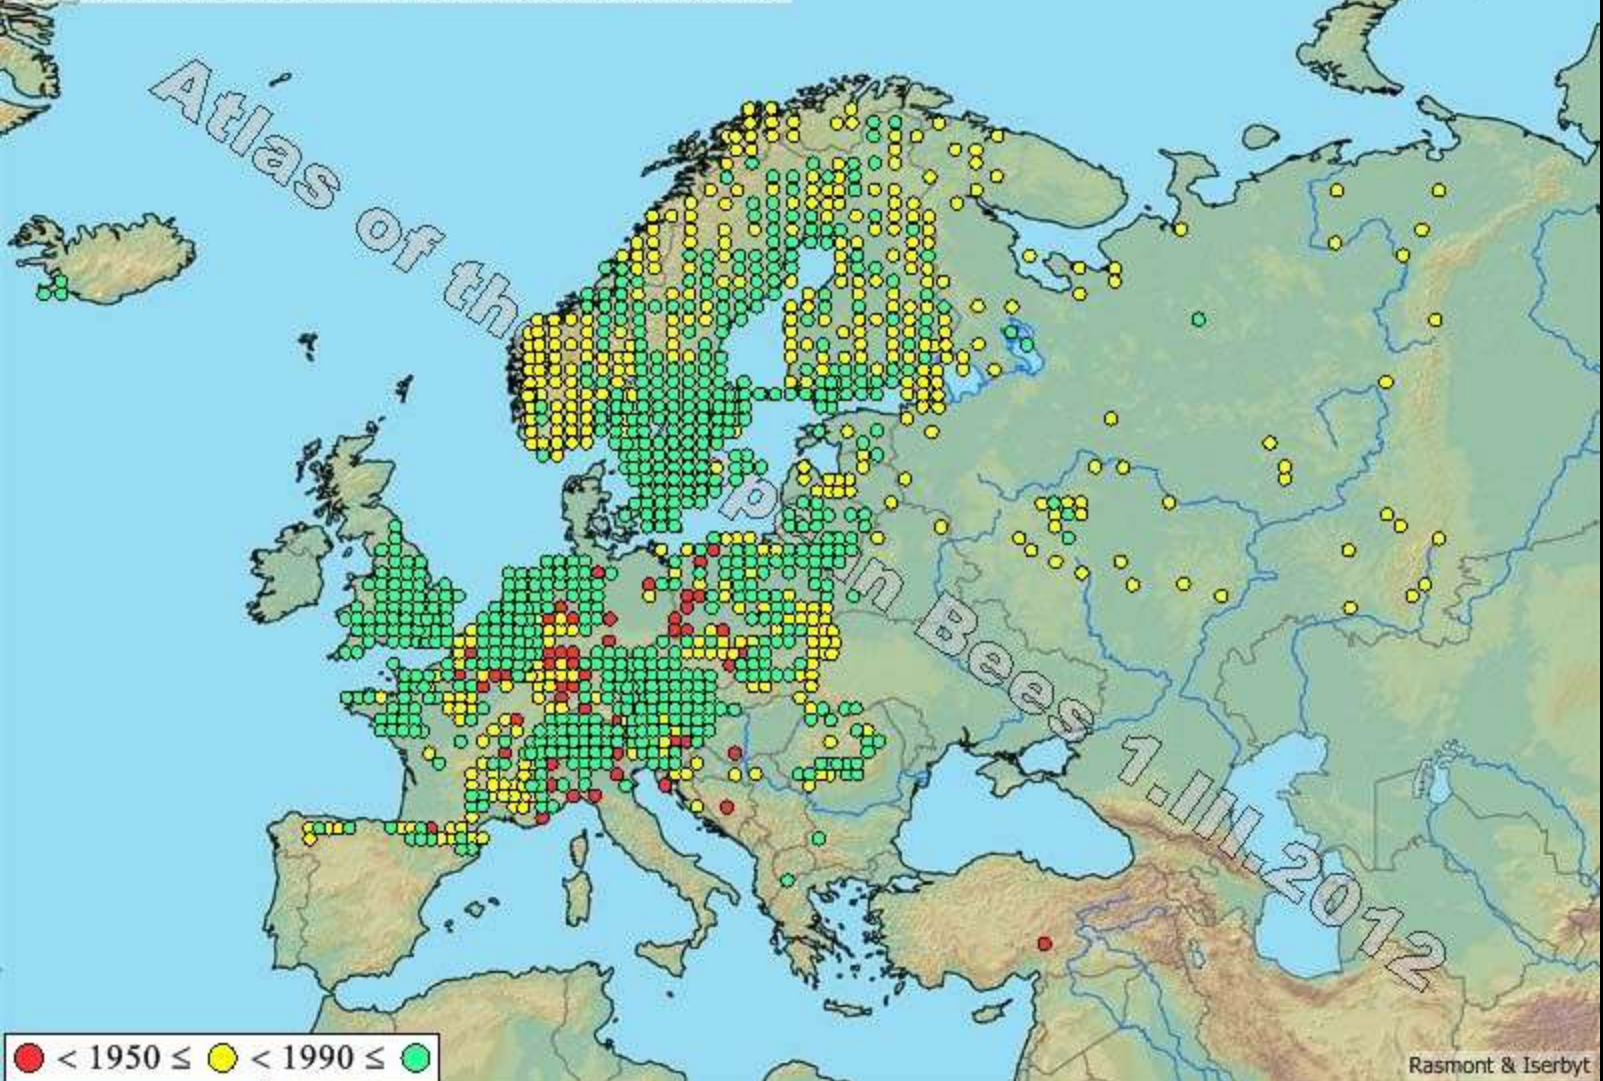 Atlas of the
p
n Bees 1.III.2012
< 1950 ≤ < 1990 ≤
Rasmont & Iserbyt